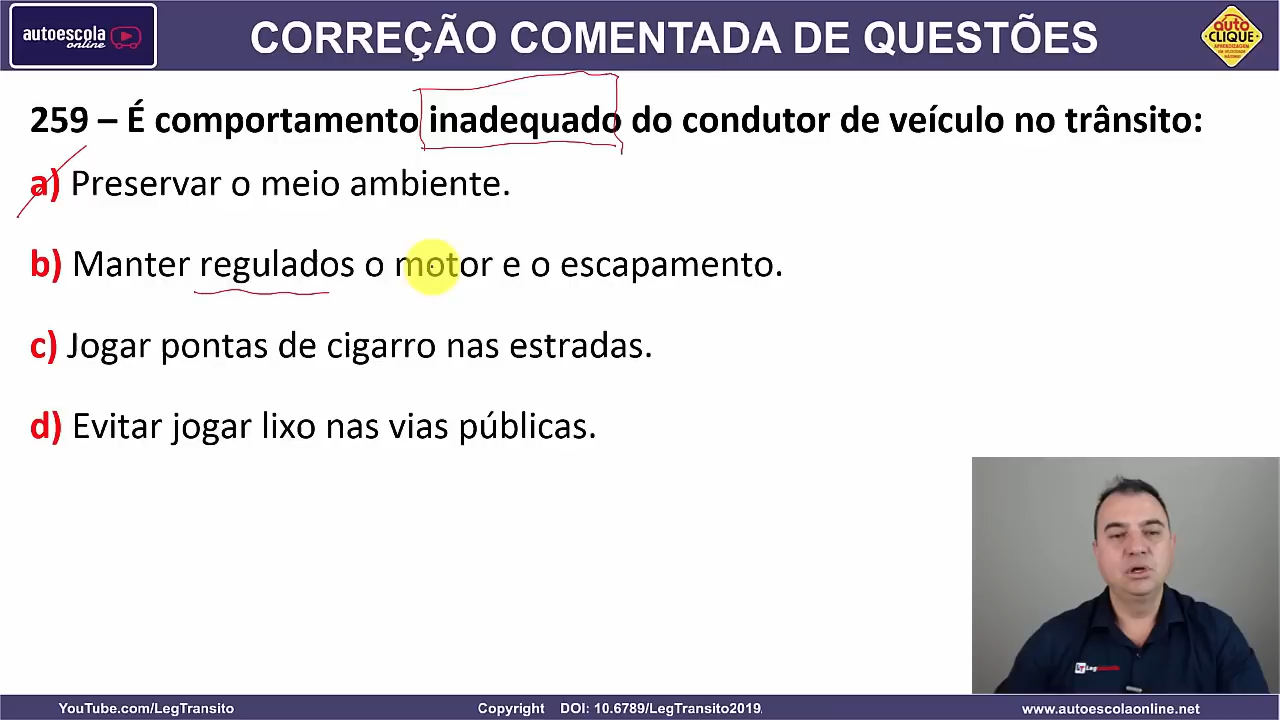 autoescola
online
CORREÇÃO COMENTADA DE QUESTÕES
auto
CLIQUE
259 – É comportamento inadequado do condutor de veículo no trânsito:
a) Preservar o meio ambiente.
b) Manter regulados o motor e o escapamento.
c) Jogar pontas de cigarro nas estradas.
d) Evitar jogar lixo nas vias públicas.
YouTube.com/LegTransito
Copyright DOI: 10.6789/LegTransito2019
www.autoescolaonline.net